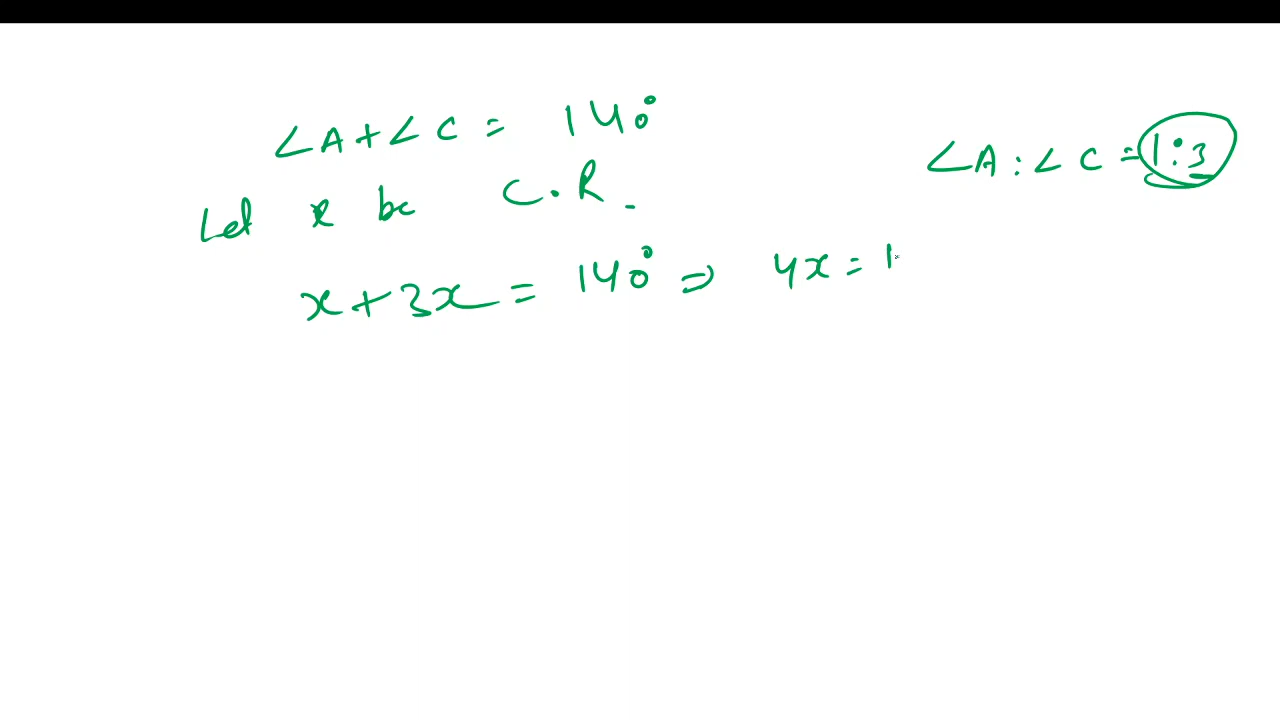 ∠A+∠C = 140°
∠A:∠C = 1:3
Let x be C.R.
x+3x = 140° ⇒ 4x = 1